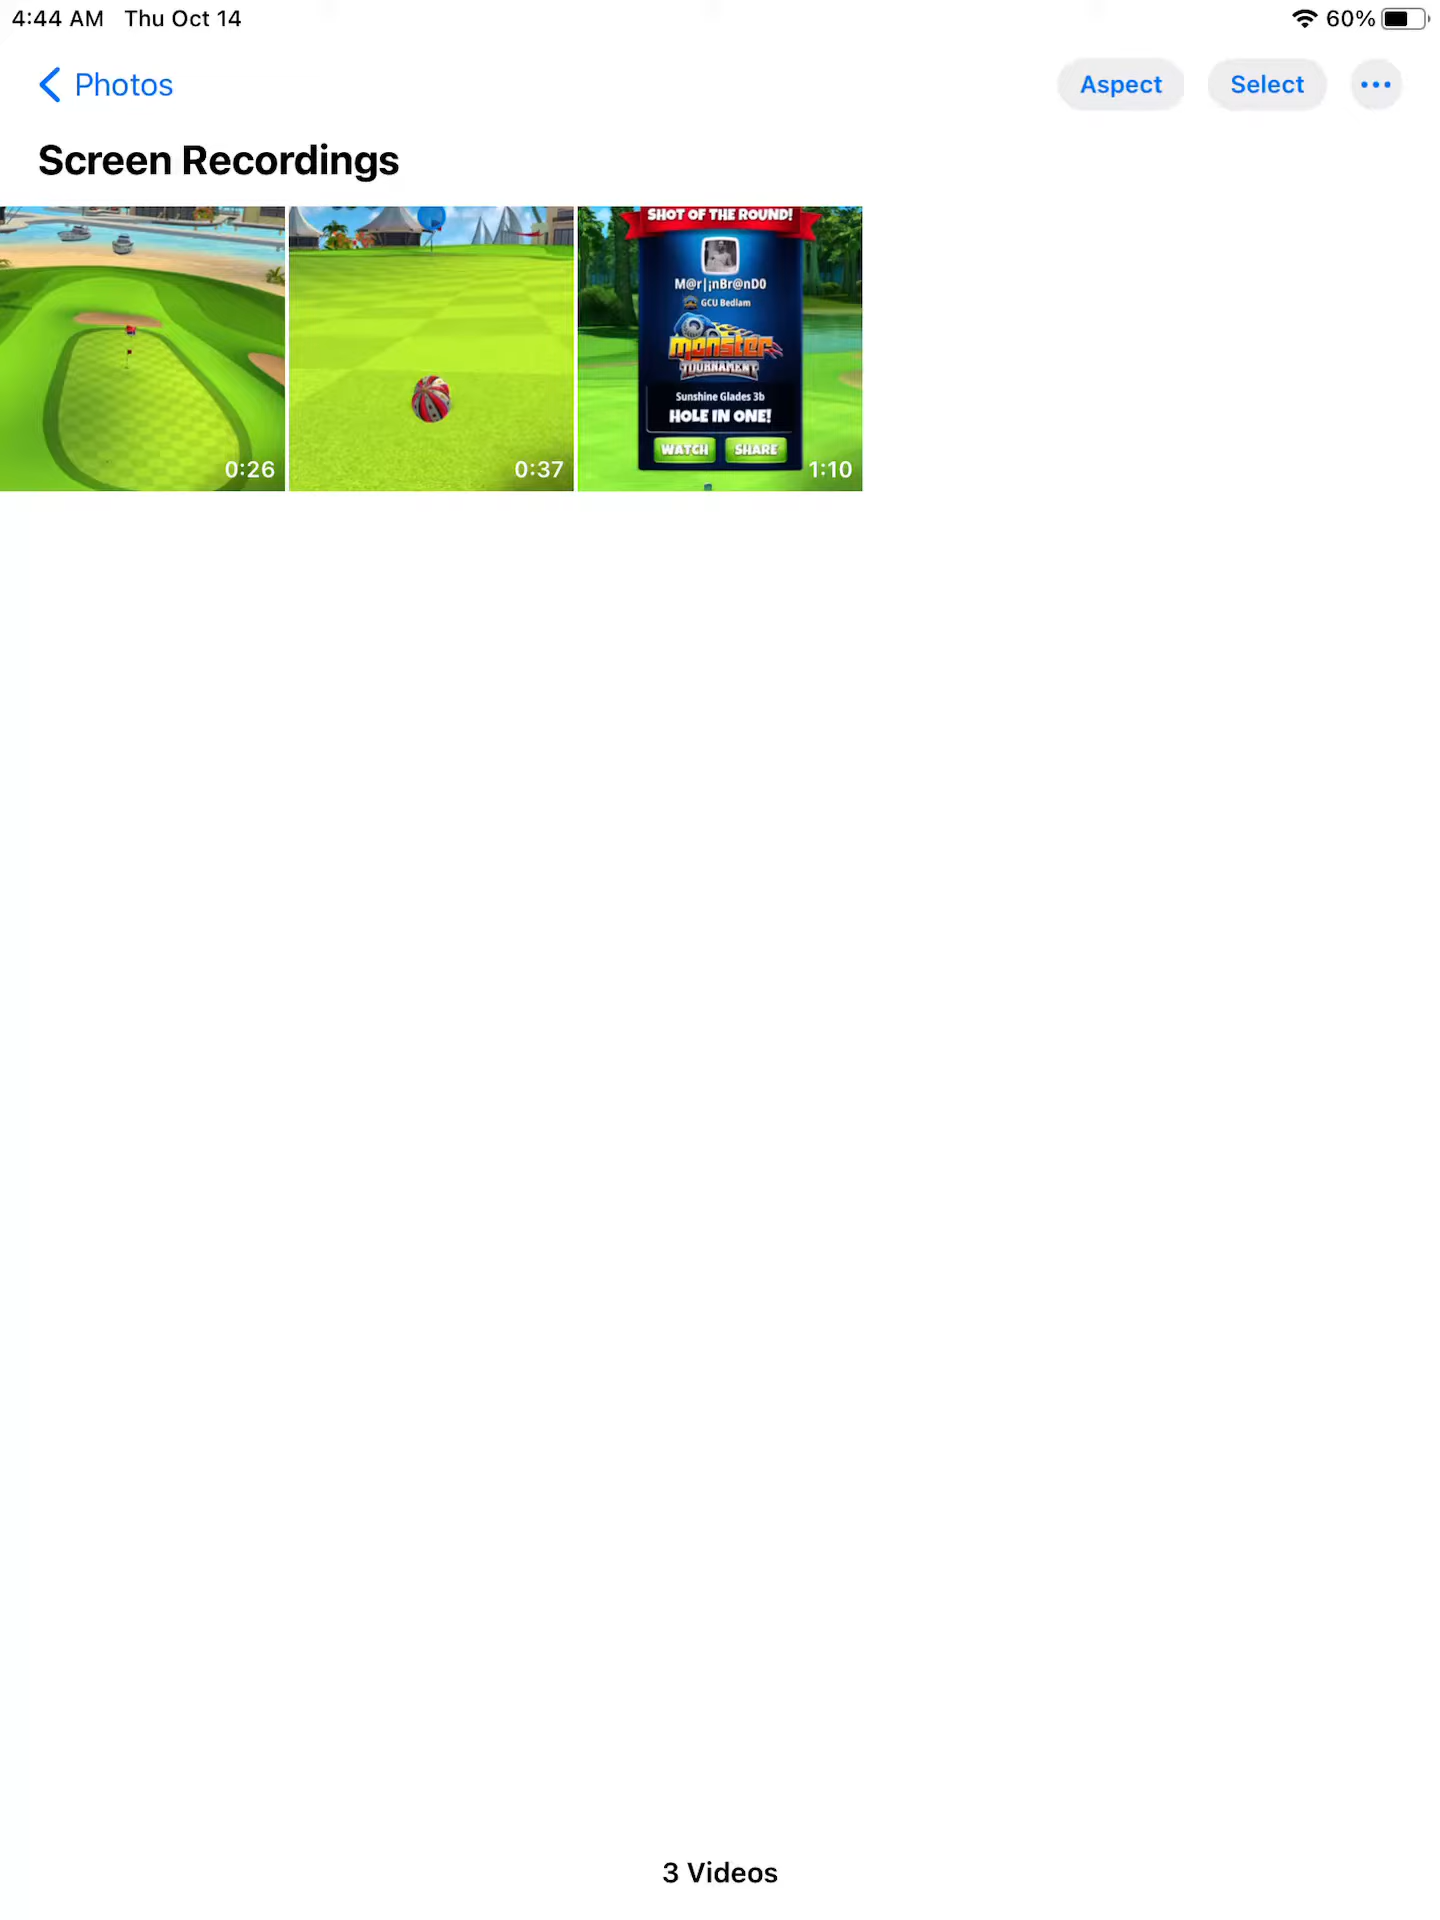 4:44 AM Thu Oct 14
60%
Photos
Aspect
Select
Screen Recordings
0:26
0:37
SHOT OF THE ROUND!
M@r|¡nBr@nD0
GCU Bedlam
monster
TOURNAMENT
Sunshine Glades 3b
HOLE IN ONE!
WATCH SHARE
1:10
3 Videos